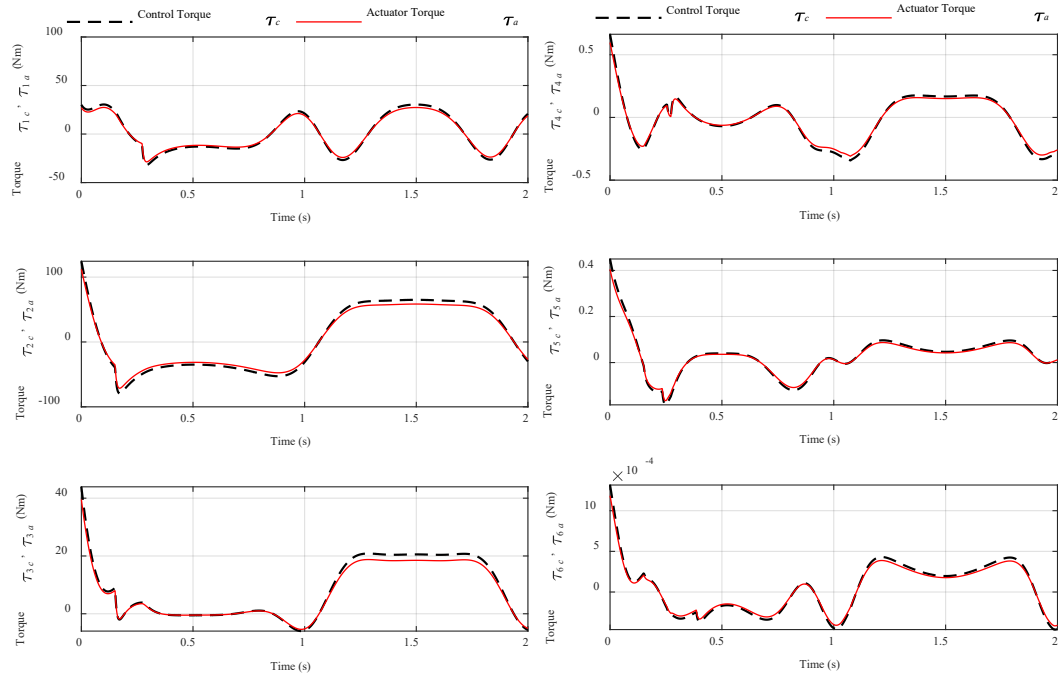 Control Torque τc Actuator Torque τa
Torque τ1c , τ1a (Nm)
100
50
0
-50
0 0.5 1 1.5 2
Time (s)
Torque τ2c , τ2a (Nm)
100
0
-100
0 0.5 1 1.5 2
Time (s)
Torque τ3c , τ3a (Nm)
40
20
0
0 0.5 1 1.5 2
Time (s)
Control Torque τc Actuator Torque τa
Torque τ4c , τ4a (Nm)
0.5
0
-0.5
0 0.5 1 1.5 2
Time (s)
Torque τ5c , τ5a (Nm)
0.4
0.2
0
0 0.5 1 1.5 2
Time (s)
× 10 -4
Torque τ6c , τ6a (Nm)
10
5
0
0 0.5 1 1.5 2
Time (s)